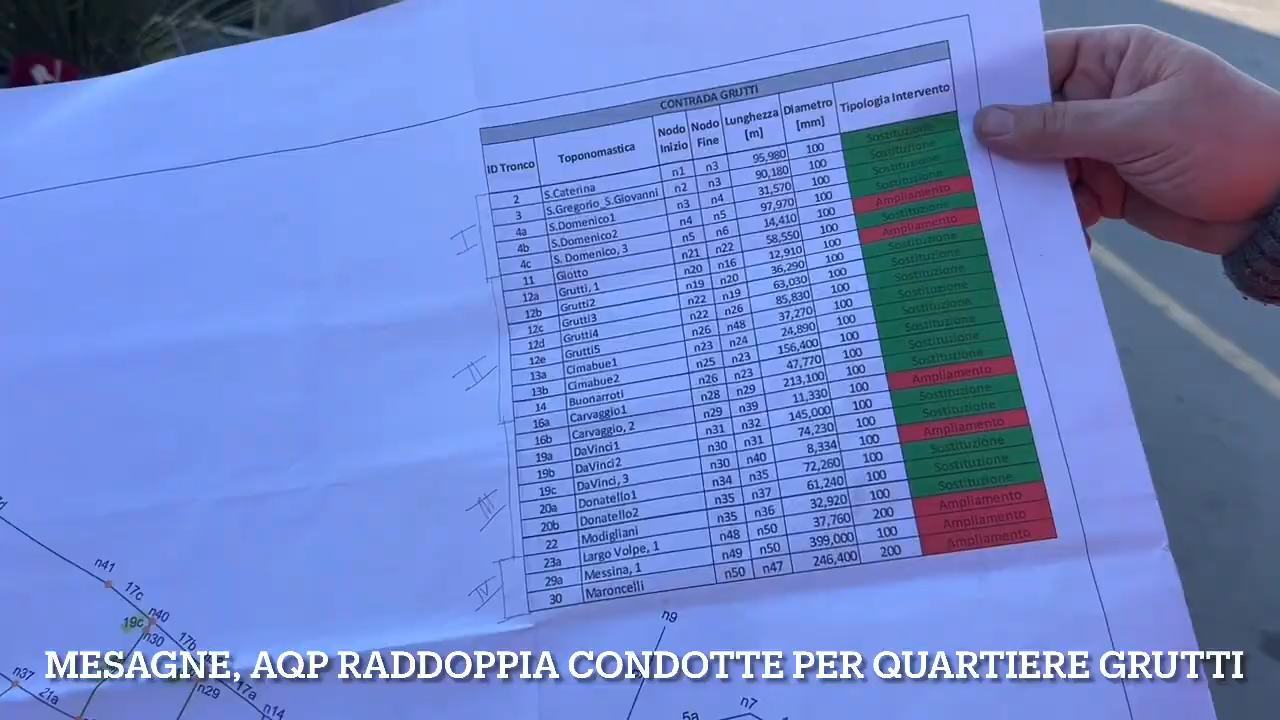 CONTRADA GRUTTI
ID Tronco Toponomastica Nodo Inizio Nodo Fine Lunghezza [m] Diametro [mm] Tipologia Intervento
2 S.Caterina n1 n3 95,980 100 Sostituzione
3 S.Gregorio_S.Giovanni n2 n3 90,180 100 Sostituzione
4a S.Domenico1 n3 n4 31,570 100 Sostituzione
4b S.Domenico2 n4 n5 97,970 100 Sostituzione
4c S. Domenico, 3 n5 n6 14,410 100 Ampliamento
11 Giotto n21 n22 58,550 100 Sostituzione
12a Grutti, 1 n20 n16 12,910 100 Ampliamento
12b Grutti2 n19 n20 36,290 100 Sostituzione
12c Grutti3 n22 n19 63,030 100 Sostituzione
12d Grutti4 n22 n26 85,830 100 Sostituzione
12e Grutti5 n26 n48 37,270 100 Sostituzione
13a Cimabue1 n23 n24 24,890 100 Sostituzione
13b Cimabue2 n25 n23 156,400 100 Sostituzione
14 Buonarroti n26 n23 47,770 100 Sostituzione
16a Carvaggio1 n28 n29 213,100 100 Sostituzione
16b Carvaggio, 2 n29 n39 11,330 100 Ampliamento
19a DaVinci1 n31 n32 145,000 100 Sostituzione
19b DaVinci2 n30 n31 74,230 100 Sostituzione
19c DaVinci, 3 n30 n40 8,334 100 Ampliamento
20a Donatello1 n34 n35 72,260 100 Sostituzione
20b Donatello2 n35 n37 61,240 100 Sostituzione
22 Modigliani n35 n36 32,920 100 Sostituzione
23a Largo Volpe, 1 n48 n50 37,760 200 Ampliamento
29a Messina, 1 n49 n50 399,000 100 Ampliamento
30 Maroncelli n50 n47 246,400 200 Ampliamento
I
II
III
IV
n41
17c
n40
19c
n30
17b
n37
21a
n29
17a
n14
n9
n7
5a
MESAGNE, AQP RADDOPPIA CONDOTTE PER QUARTIERE GRUTTI